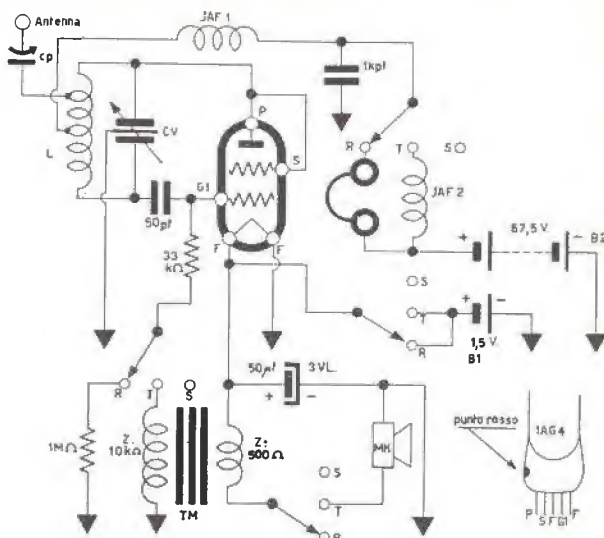 Antenna
JAF 1
cp
1kpf
P
R
T
S
CV
S
L
JAF 2
G1
50pf
F
F
+
67,5 V.
-
B2
33
kΩ
S
T
+
-
R
1,5 V.
B1
50µf
3VL.
+
-
R
T
S
1MΩ
Z.
10kΩ
Z=
500 Ω
MK
punto rosso
1AG4
S
T
TM
R
P S F G1 F